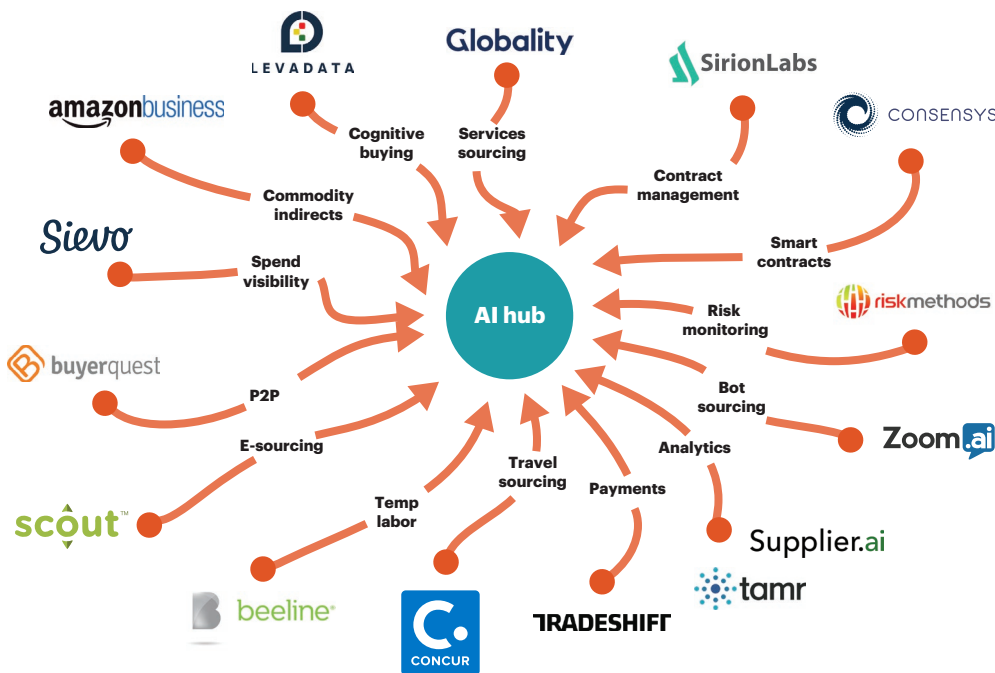 LEVADATA
Globality
SirionLabs
amazonbusiness
CONSENSYS
Cognitive
buying
Services
sourcing
Contract
management
Commodity
indirects
Sievo
Smart
contracts
Spend
visibility
AI hub
riskmethods
Risk
monitoring
buyerquest
P2P
Bot
sourcing
Zoom.ai
E-sourcing
Analytics
Travel
sourcing
Payments
Temp
labor
scout™
Supplier.ai
tamr
B beeline®
C.
CONCUR
TRADESHIFT